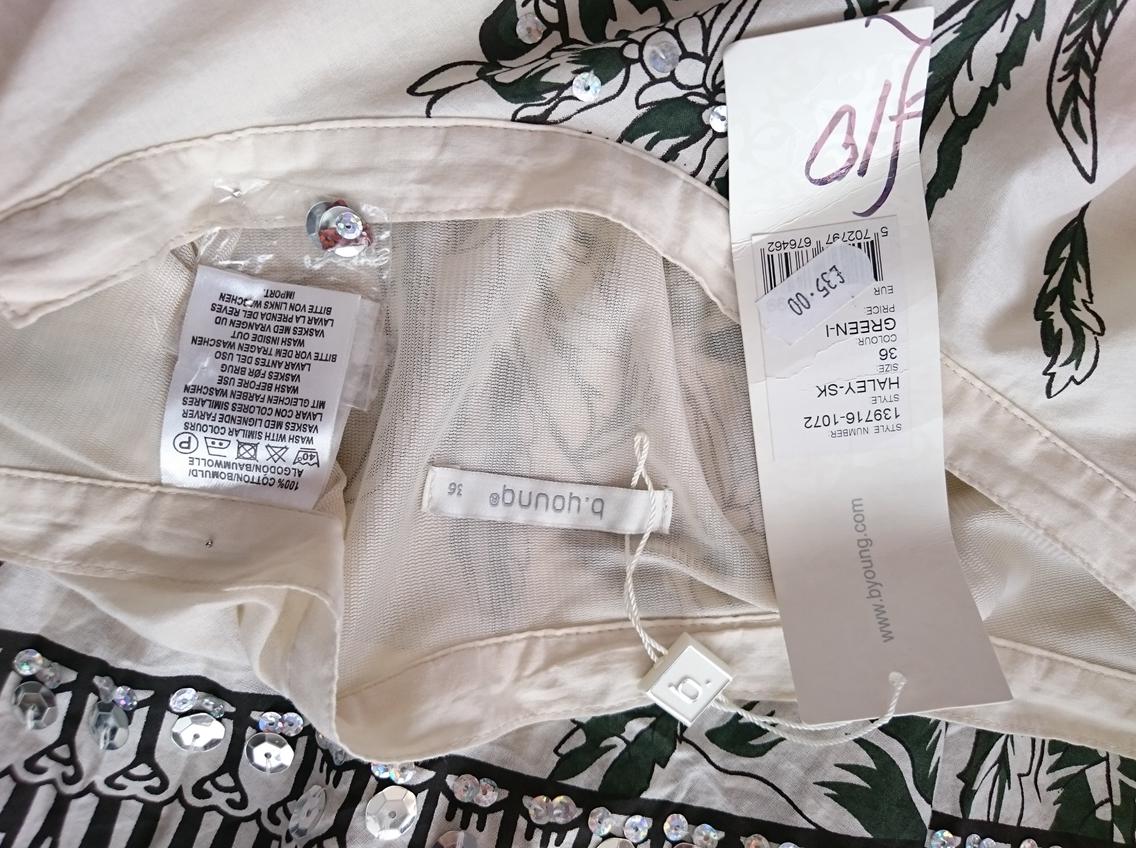 100% COTTON/BOMULD/
ALGODON/BAUMWOLLE
40° P
WASH WITH SIMILAR COLOURS
VASKES MED LIGNENDE FARVER
LAVAR CON COLORES SIMILARES
MIT GLEICHEN FARBEN WASCHEN
WASH BEFORE USE
VASKES FØR BRUG
LAVAR ANTES DEL USO
BITTE VOR DEM TRAGEN WASCHEN
WASH INSIDE OUT
VASKES MED VRANGEN UD
LAVAR LA PRENDA DEL REVES
BITTE VON LINKS WASCHEN
IMPORT.
b.young®
36
b.
www.byoung.com
STYLE NUMBER:
139716-1072
STYLE
HALEY-SK
SIZE
36
COLOUR:
GREEN-I
PRICE:
EUR
£35.00
5 702797 676462